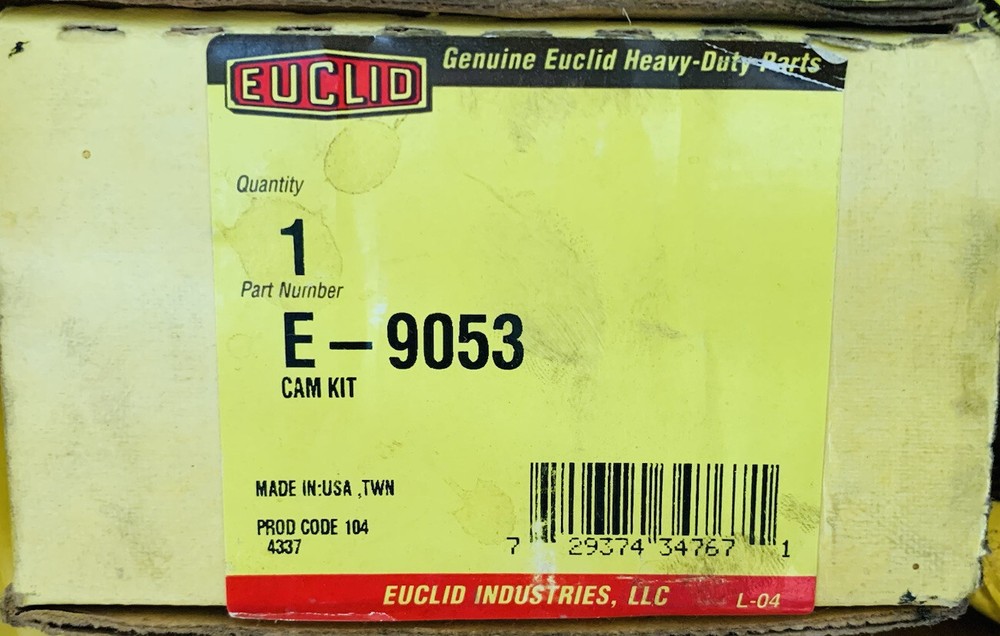 EUCLID
Genuine Euclid Heavy-Duty Parts
Quantity
1
Part Number
E-9053
CAM KIT
MADE IN:USA ,TWN
PROD CODE 104
4337
7 29374 34767 1
EUCLID INDUSTRIES, LLC
L-04